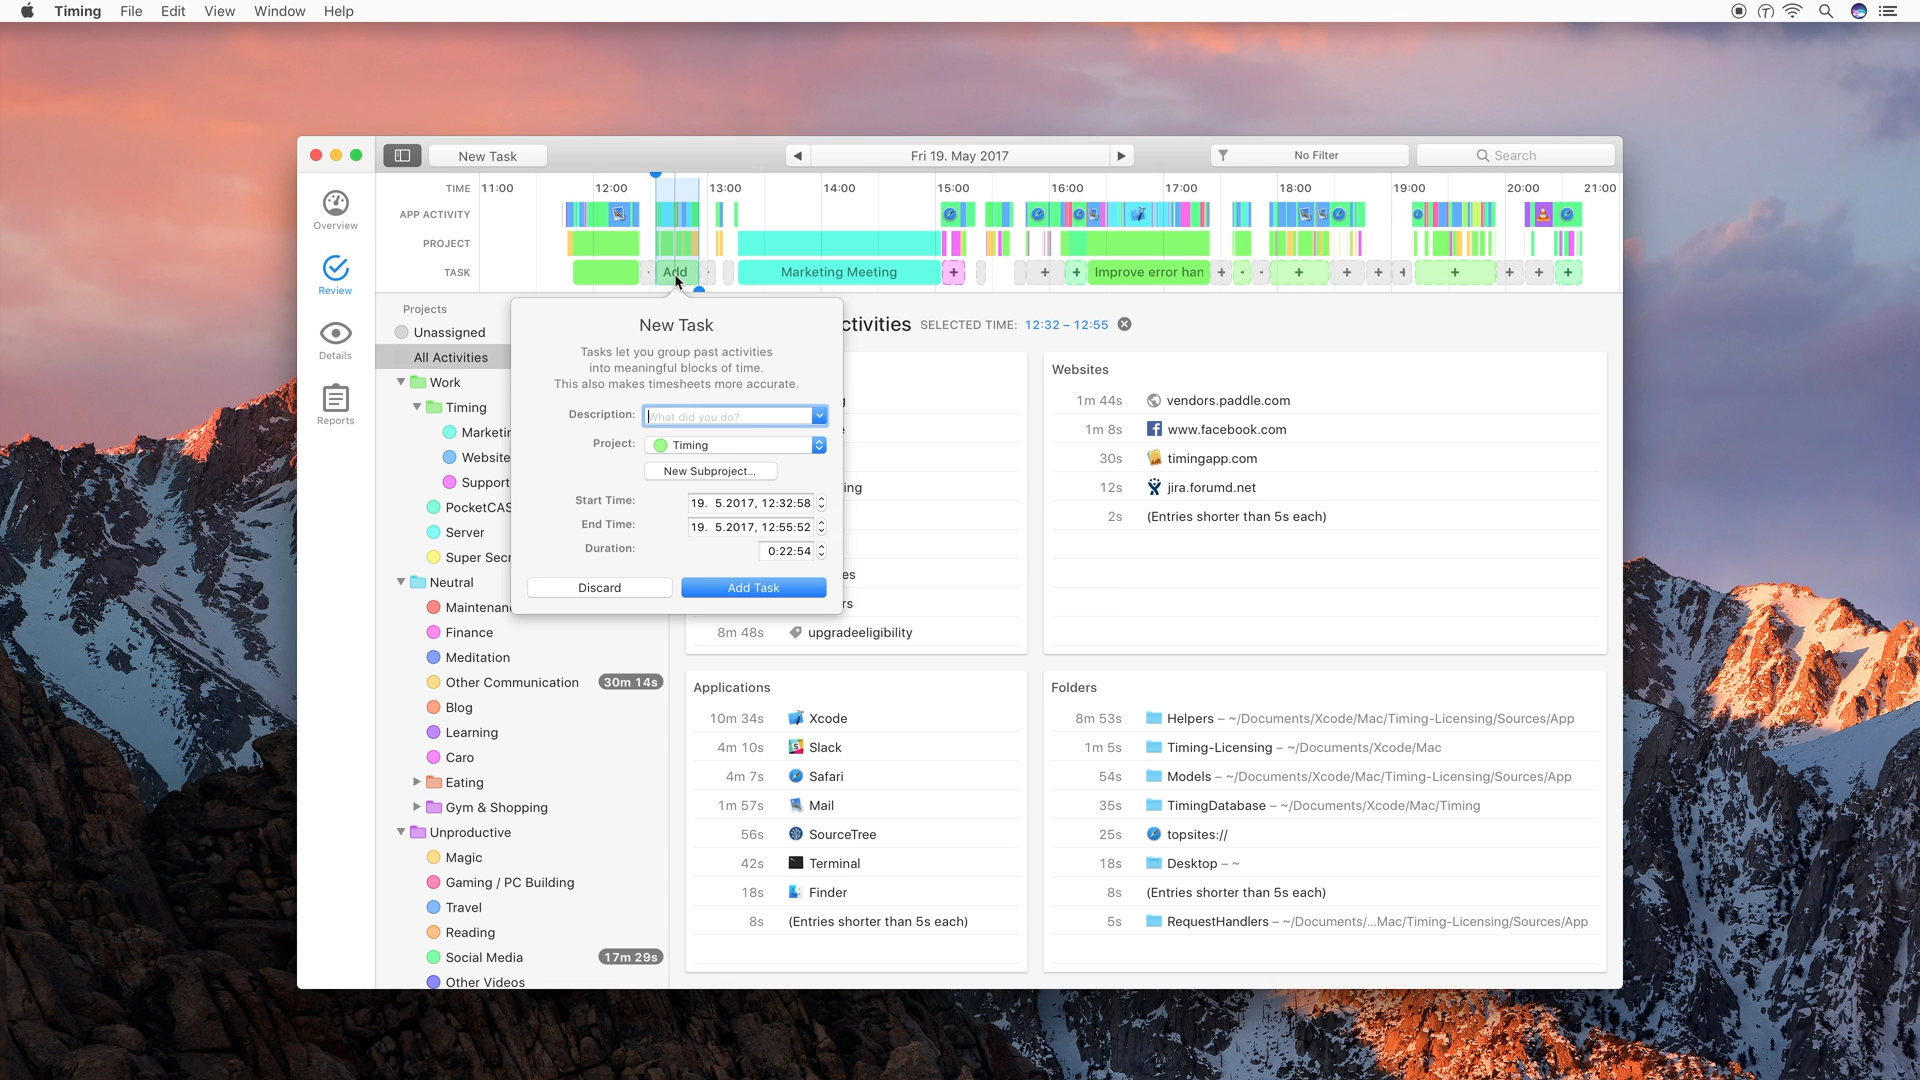 Timing File Edit View Window Help
New Task
Fri 19. May 2017
No Filter
Search
TIME 11:00 12:00 13:00 14:00 15:00 16:00 17:00 18:00 19:00 20:00 21:00
APP ACTIVITY
PROJECT
TASK Add Marketing Meeting + + + Improve error han + - - + + + + + + + +
Overview
Review
Details
Reports
Projects
Unassigned
All Activities
Work
Timing
Marketin
Website
Support
PocketCAS
Server
Super Secr
Neutral
Maintenanc
Finance
Meditation
Other Communication 30m 14s
Blog
Learning
Caro
Eating
Gym & Shopping
Unproductive
Magic
Gaming / PC Building
Travel
Reading
Social Media 17m 29s
Other Videos
New Task
Tasks let you group past activities
into meaningful blocks of time.
This also makes timesheets more accurate.
Description: What did you do?
Project: Timing
New Subproject...
Start Time: 19. 5.2017, 12:32:58
End Time: 19. 5.2017, 12:55:52
Duration: 0:22:54
Discard Add Task
ctivities SELECTED TIME: 12:32 – 12:55
ing
es
rs
8m 48s upgradeeligibility
Websites
1m 44s vendors.paddle.com
1m 8s www.facebook.com
30s timingapp.com
12s jira.forumd.net
2s (Entries shorter than 5s each)
Applications
10m 34s Xcode
4m 10s Slack
4m 7s Safari
1m 57s Mail
56s SourceTree
42s Terminal
18s Finder
8s (Entries shorter than 5s each)
Folders
8m 53s Helpers – ~/Documents/Xcode/Mac/Timing-Licensing/Sources/App
1m 5s Timing-Licensing – ~/Documents/Xcode/Mac
54s Models – ~/Documents/Xcode/Mac/Timing-Licensing/Sources/App
35s TimingDatabase – ~/Documents/Xcode/Mac/Timing
25s topsites://
18s Desktop – ~
8s (Entries shorter than 5s each)
5s RequestHandlers – ~/Documents/...Mac/Timing-Licensing/Sources/App